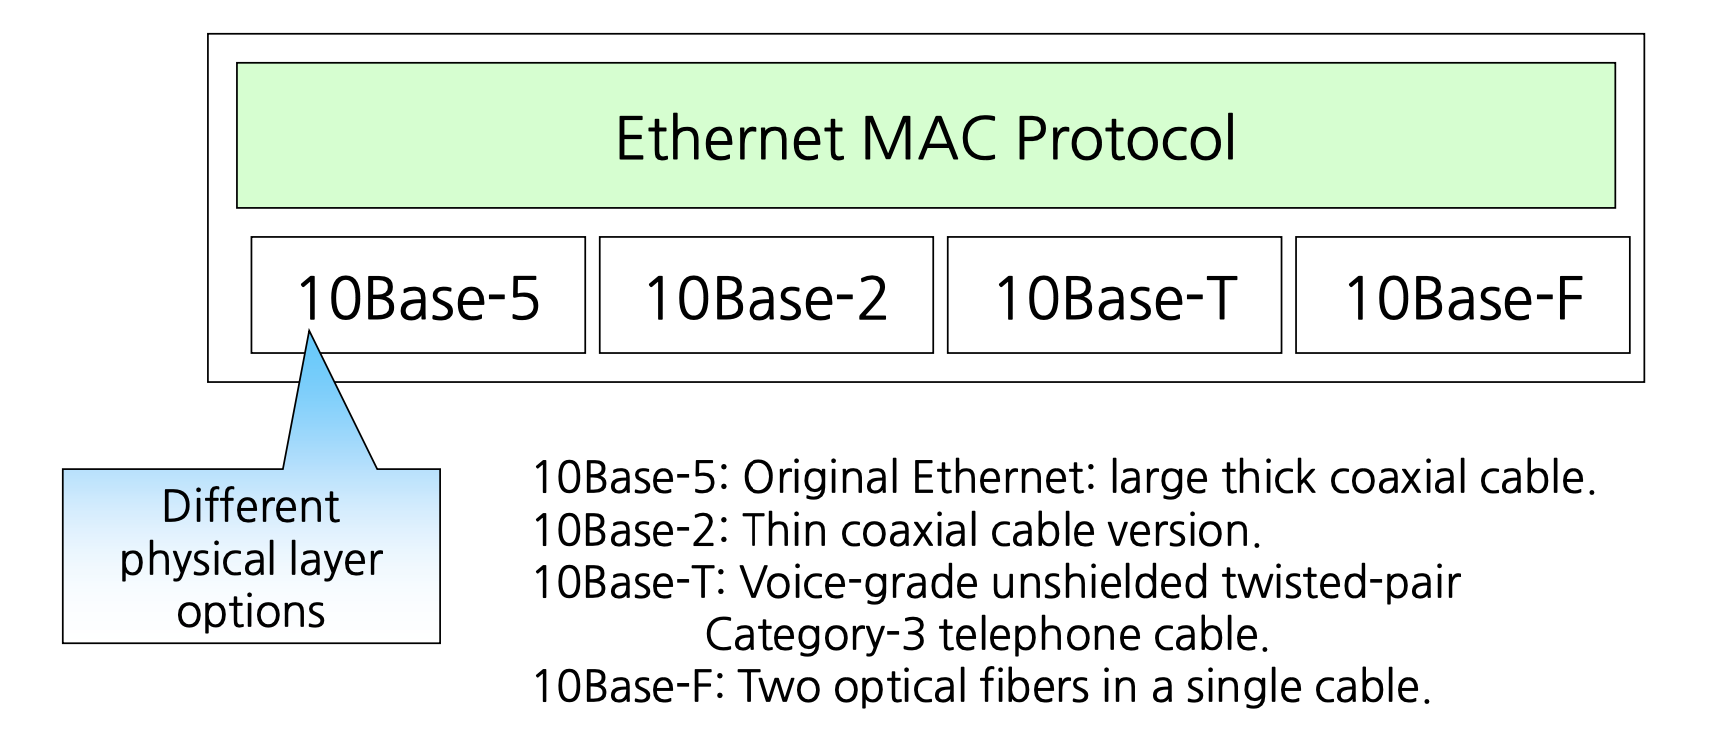 Ethernet MAC Protocol
10Base-5
10Base-2
10Base-T
10Base-F
Different
physical layer
options
10Base-5: Original Ethernet: large thick coaxial cable.
10Base-2: Thin coaxial cable version.
10Base-T: Voice-grade unshielded twisted-pair
Category-3 telephone cable.
10Base-F: Two optical fibers in a single cable.